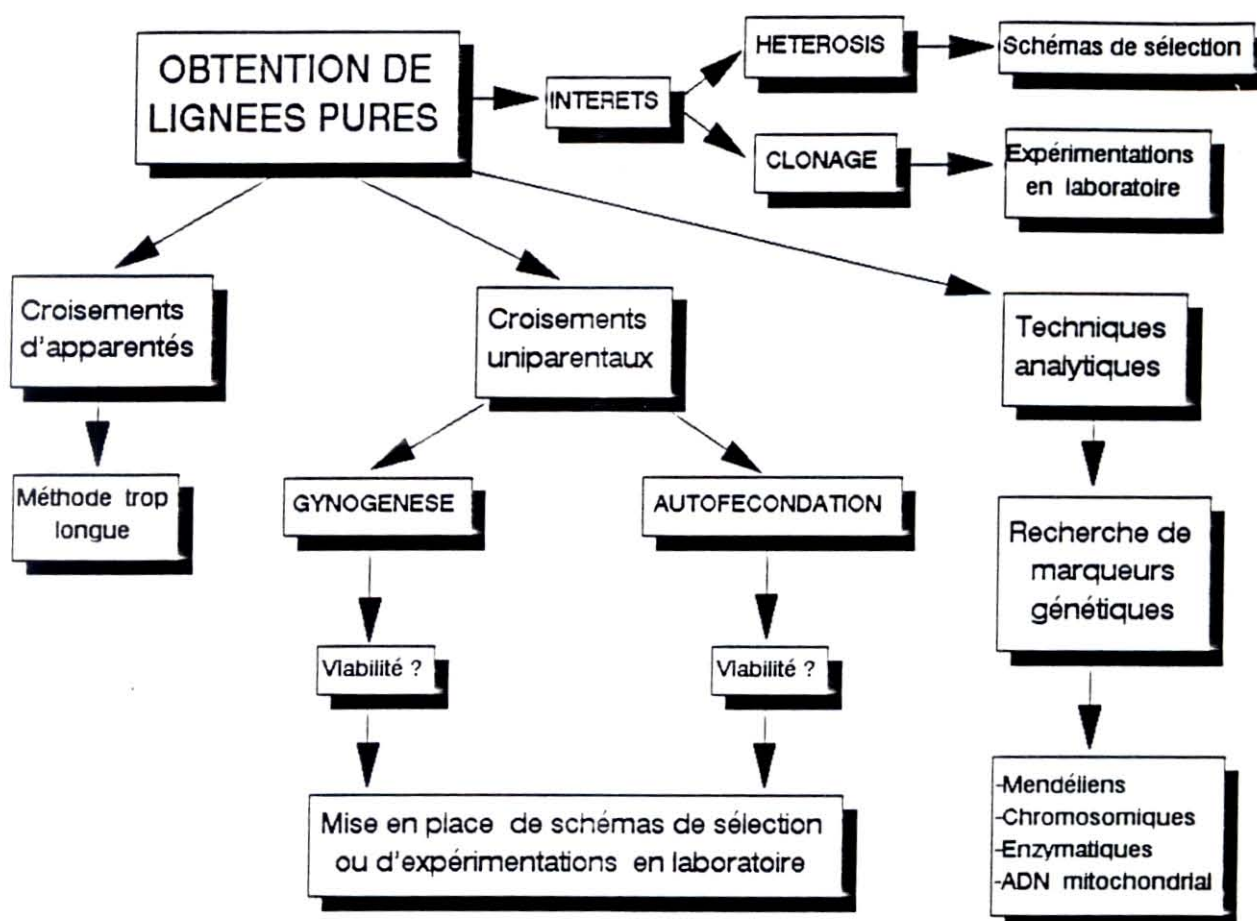 OBTENTION DE
LIGNEES PURES
INTERETS
HETEROSIS
Schémas de sélection
CLONAGE
Expérimentations
en laboratoire
Croisements
d'apparentés
Croisements
uniparentaux
Techniques
analytiques
Méthode trop
longue
GYNOGENESE
AUTOFECONDATION
Recherche de
marqueurs
génétiques
Viabilité ?
Viabilité ?
Mise en place de schémas de sélection
ou d'expérimentations en laboratoire
-Mendéliens
-Chromosomiques
-Enzymatiques
-ADN mitochondrial